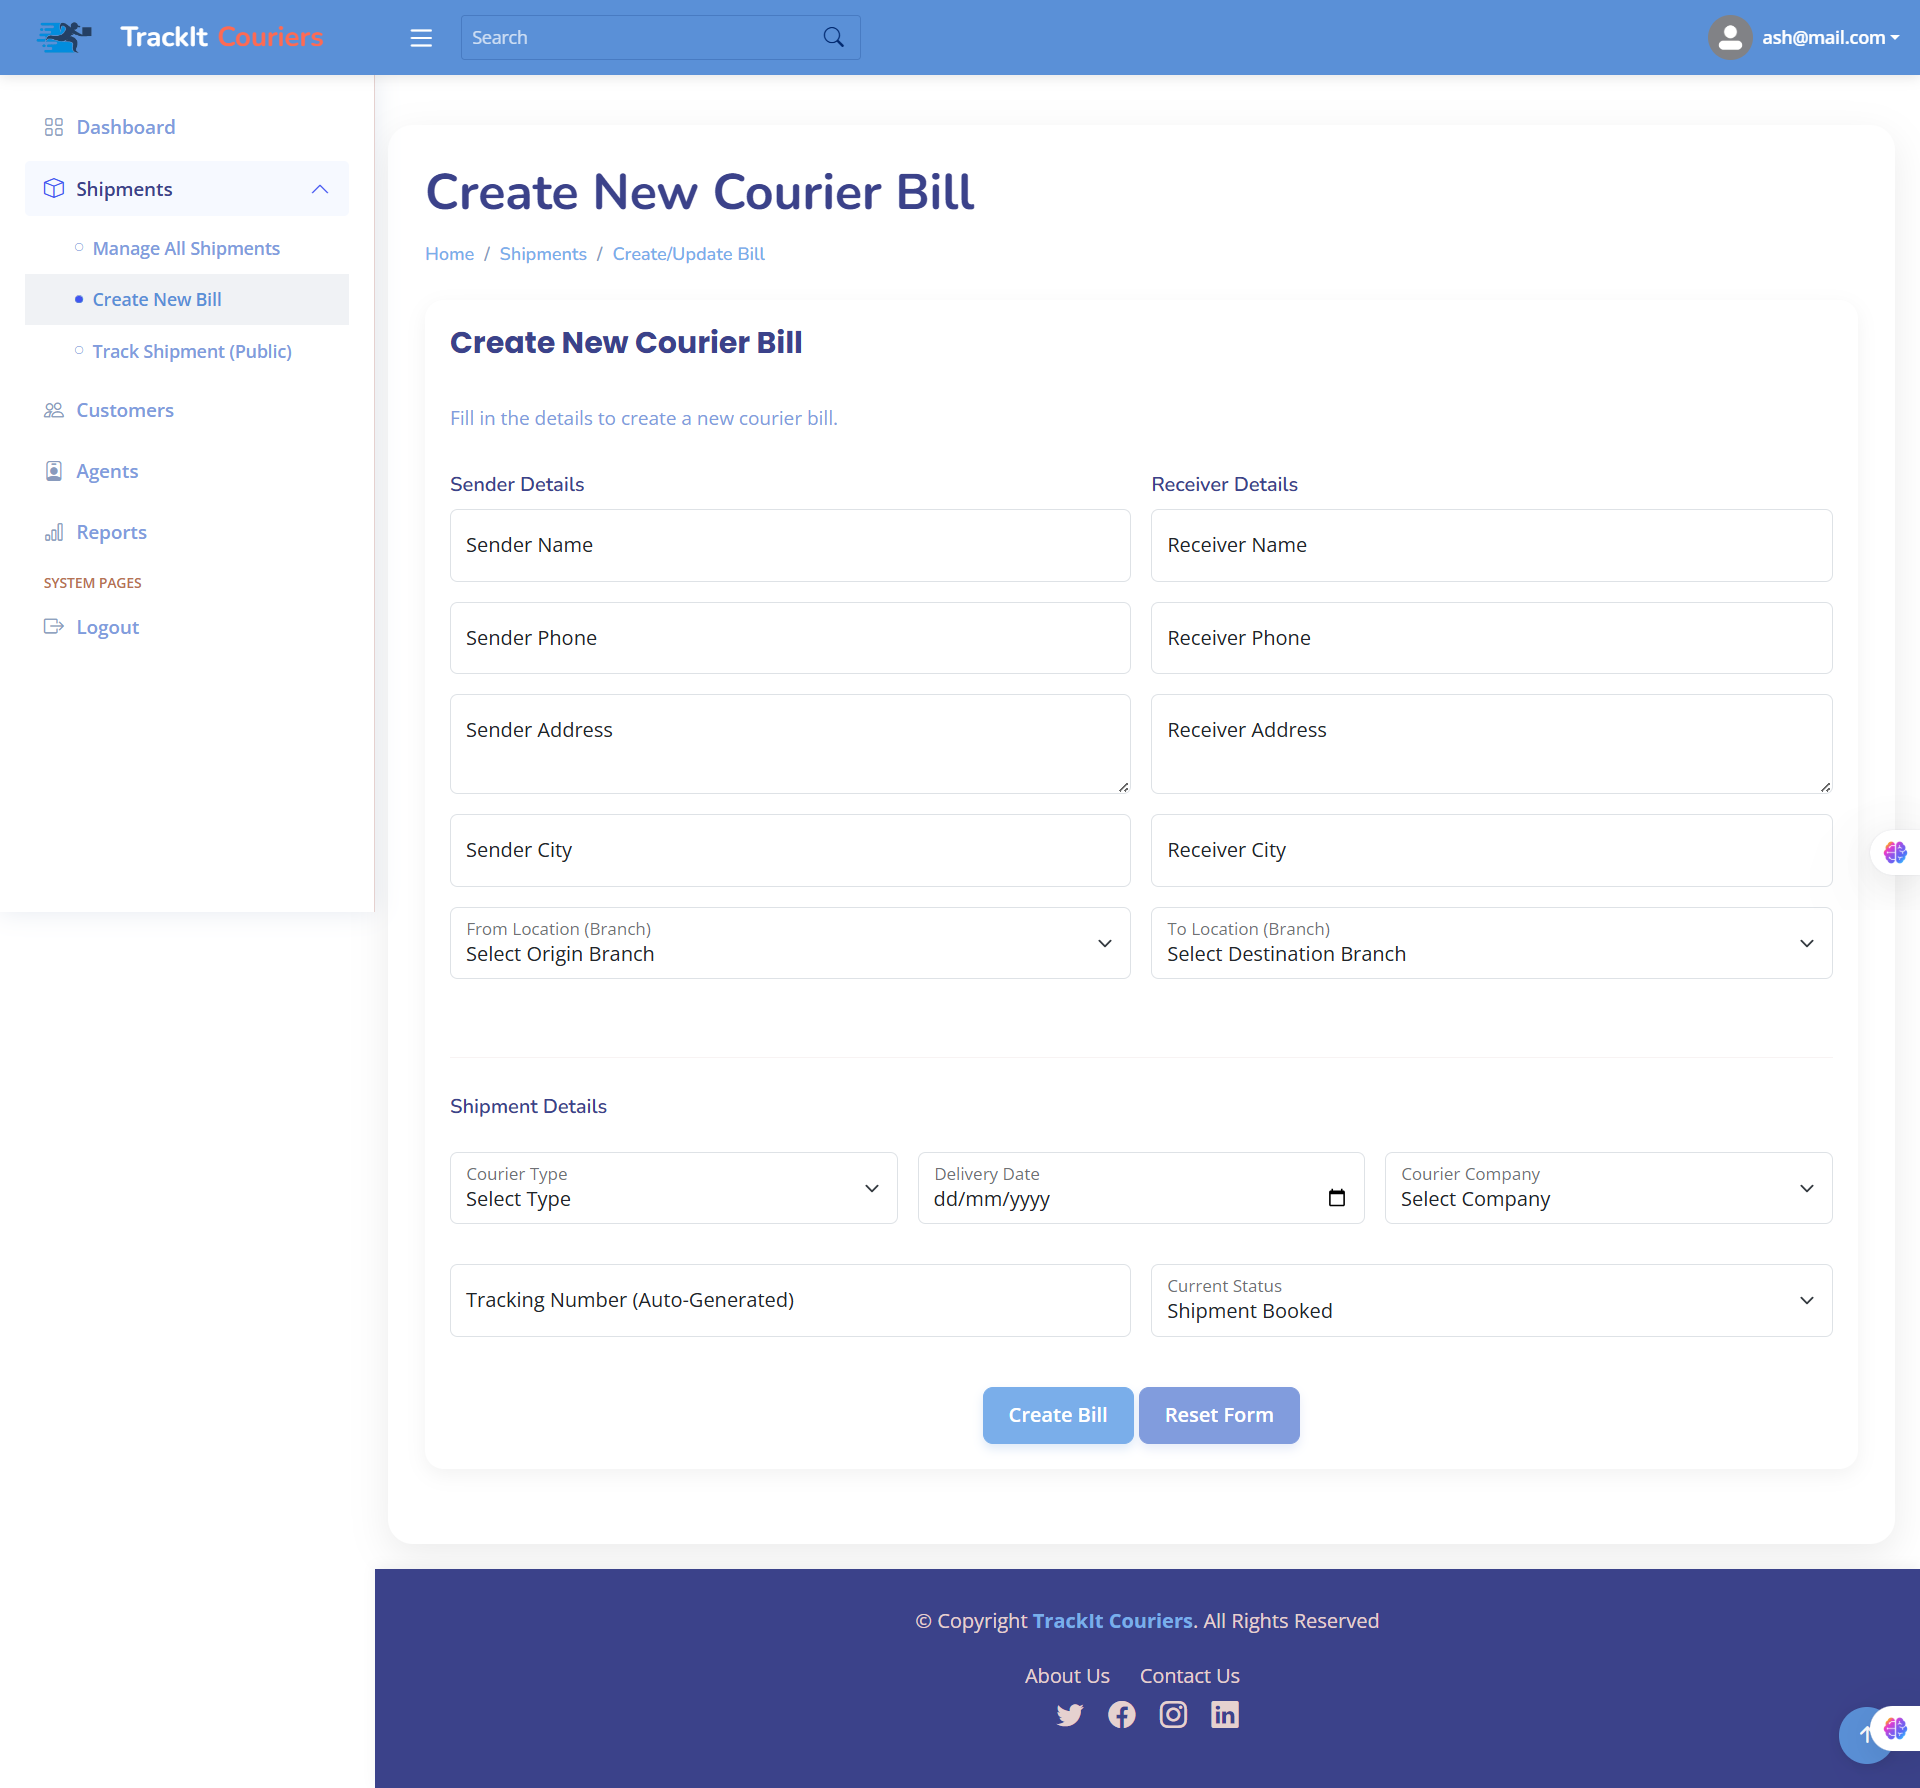 TrackIt Couriers
Search
ash@mail.com
Dashboard
Shipments
Manage All Shipments
Create New Bill
Track Shipment (Public)
Customers
Agents
Reports
SYSTEM PAGES
Logout
Create New Courier Bill
Home / Shipments / Create/Update Bill
Create New Courier Bill
Fill in the details to create a new courier bill.
Sender Details
Receiver Details
Sender Name
Receiver Name
Sender Phone
Receiver Phone
Sender Address
Receiver Address
Sender City
Receiver City
From Location (Branch)
Select Origin Branch
To Location (Branch)
Select Destination Branch
Shipment Details
Courier Type
Select Type
Delivery Date
dd/mm/yyyy
Courier Company
Select Company
Tracking Number (Auto-Generated)
Current Status
Shipment Booked
Create Bill
Reset Form
© Copyright TrackIt Couriers. All Rights Reserved
About Us
Contact Us